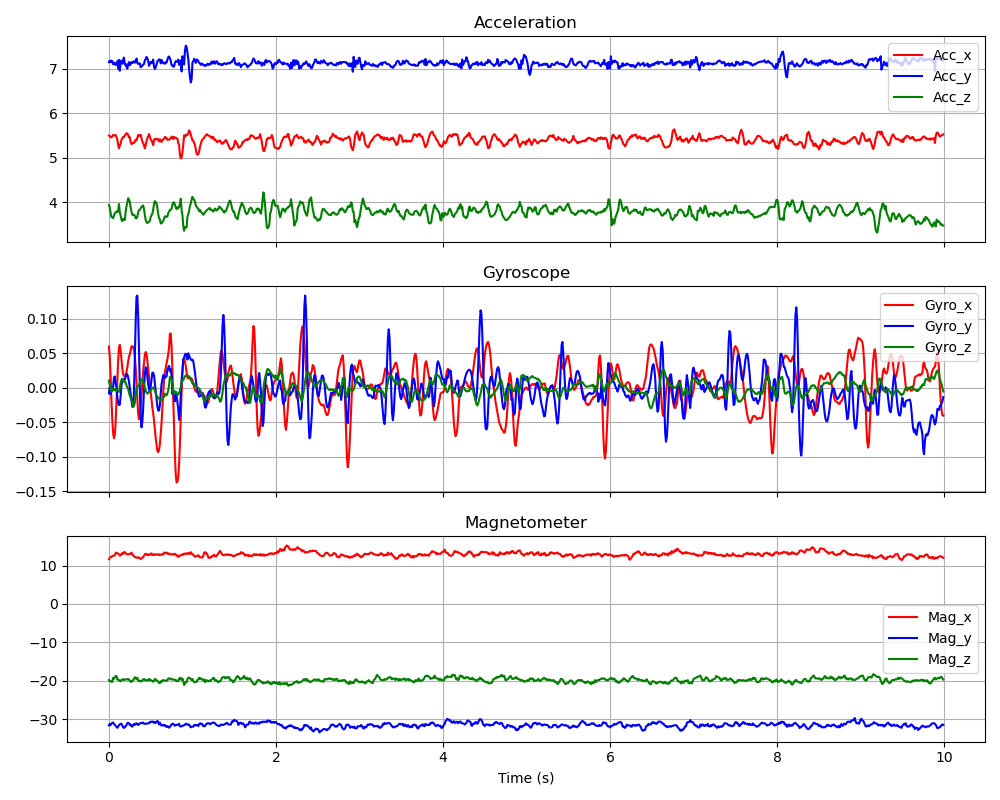 Acceleration
7
6
5
4
Acc_x
Acc_y
Acc_z
Gyroscope
0.10
0.05
0.00
−0.05
−0.10
−0.15
Gyro_x
Gyro_y
Gyro_z
Magnetometer
10
0
−10
−20
−30
Mag_x
Mag_y
Mag_z
0 2 4 6 8 10
Time (s)